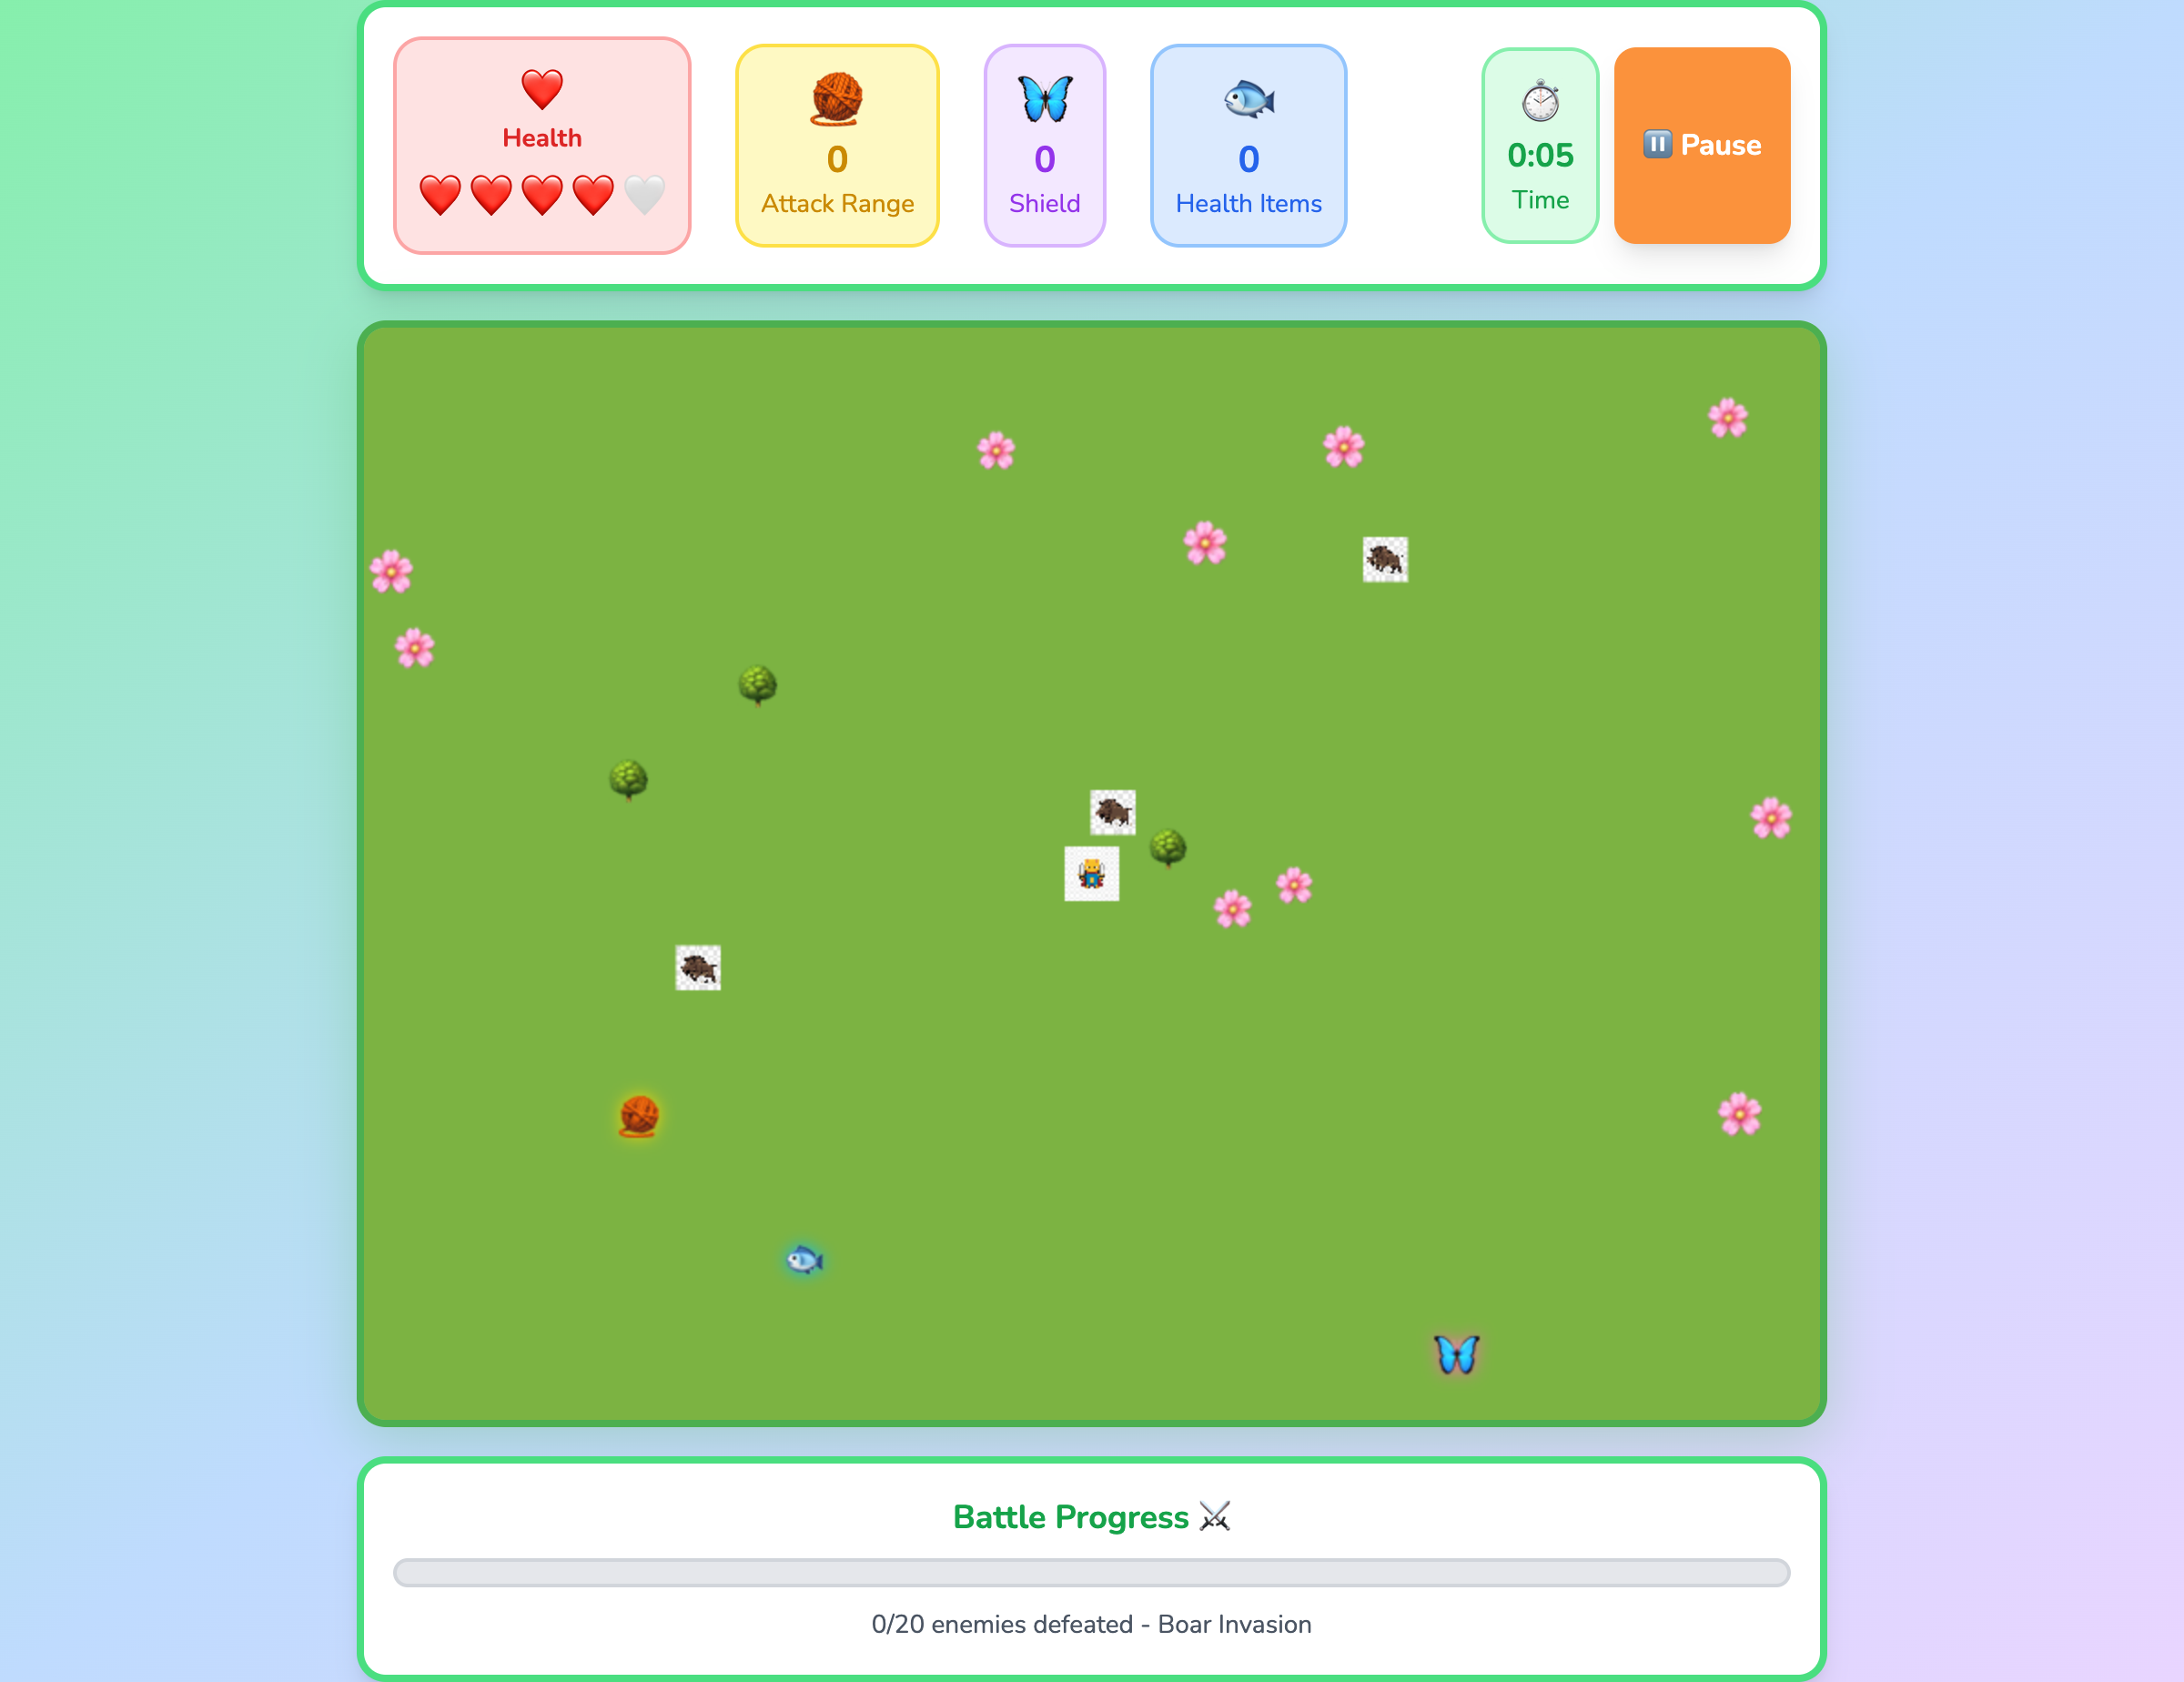 Health
0
Attack Range
0
Shield
0
Health Items
0:05
Time
Pause
Battle Progress
0/20 enemies defeated - Boar Invasion